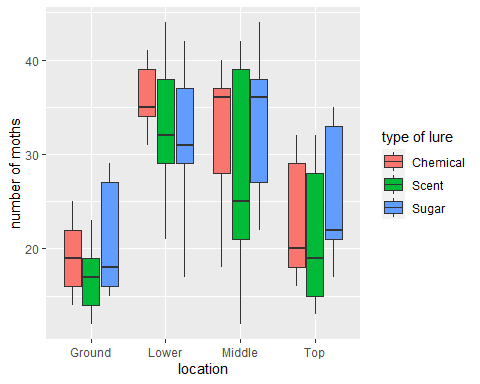 40
30
20
number of moths
Ground Lower Middle Top
location
type of lure
Chemical
Scent
Sugar